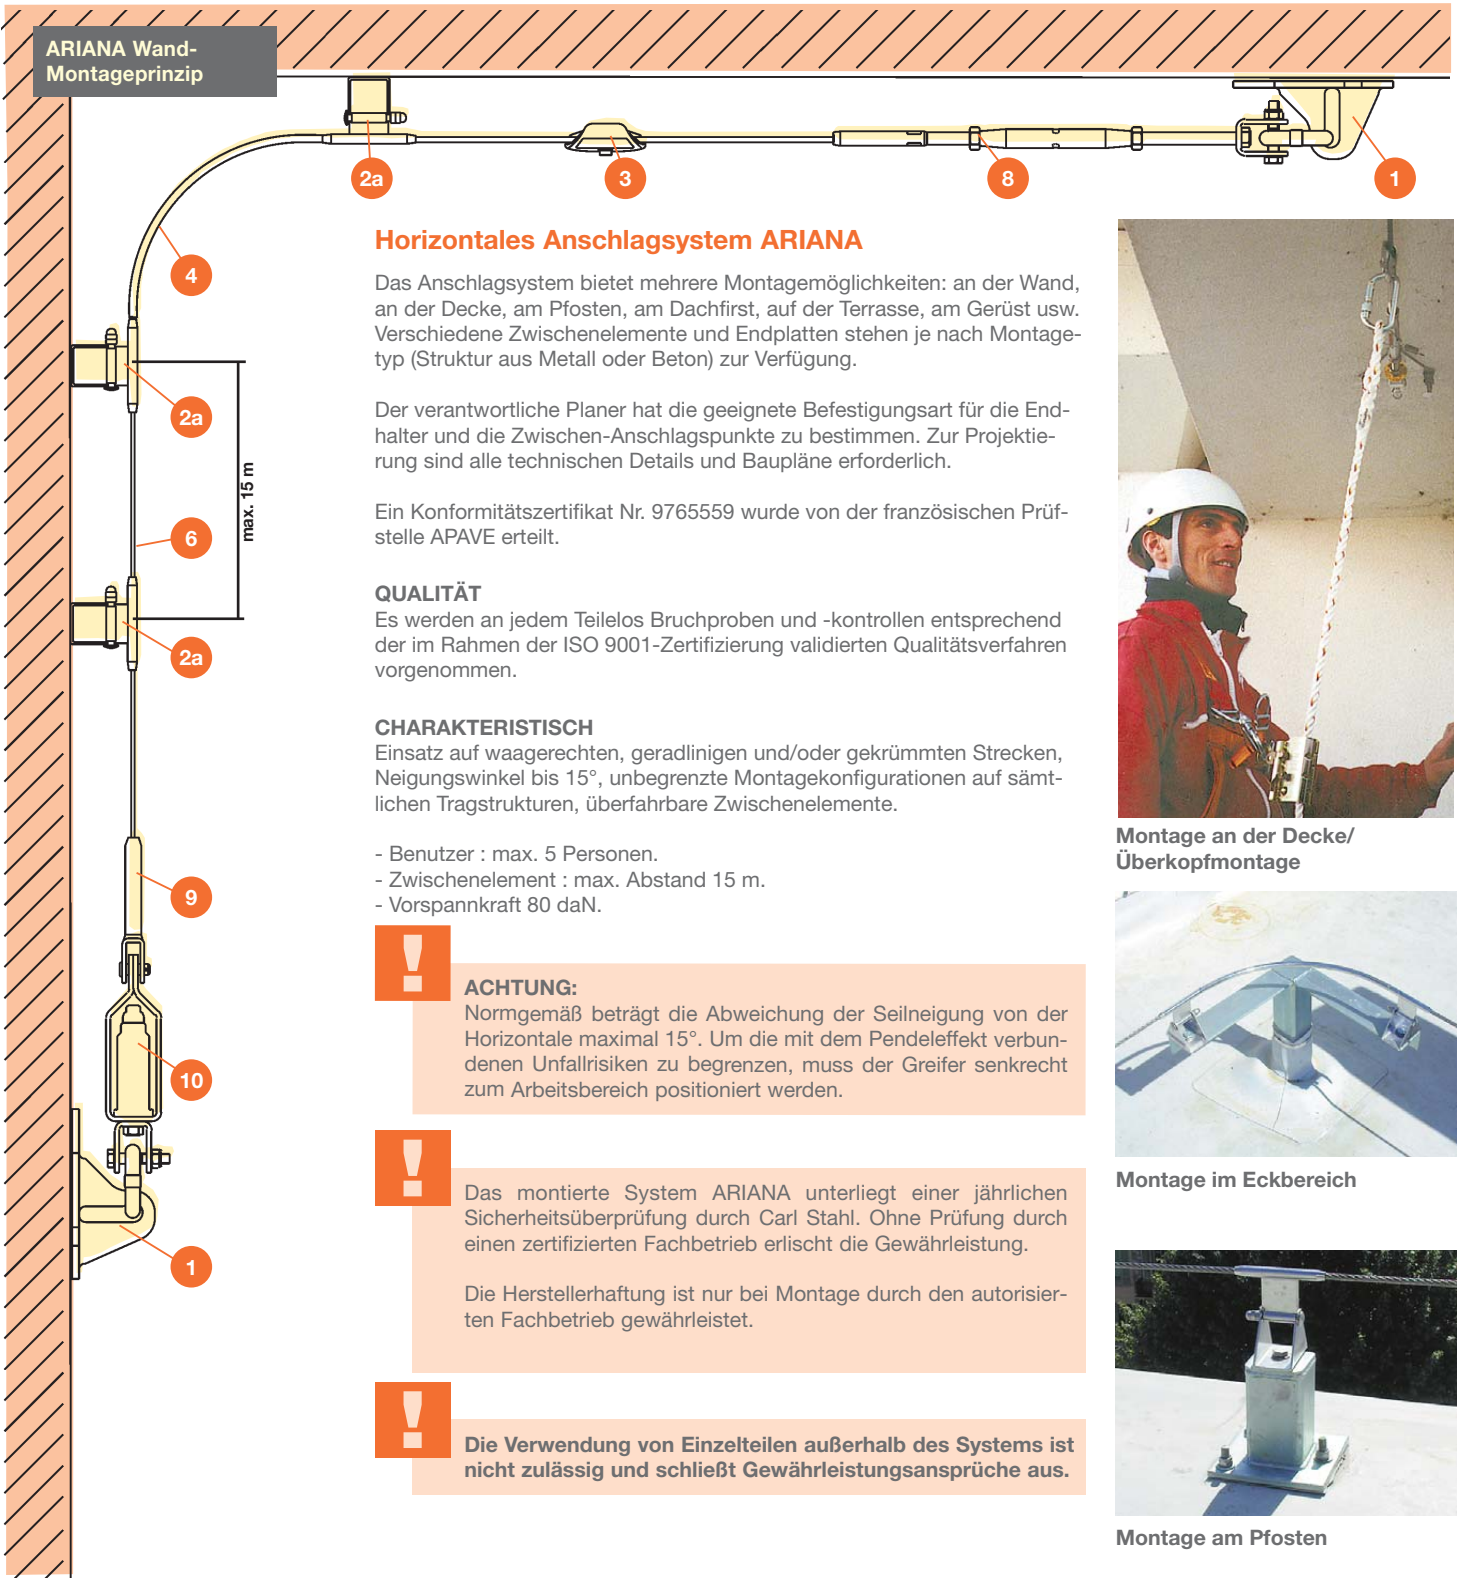 ARIANA Wand-
Montageprinzip
2a
3
8
1
4
2a
max. 15 m
6
2a
9
10
1
Horizontales Anschlagsystem ARIANA
Das Anschlagsystem bietet mehrere Montagemöglichkeiten: an der Wand,
an der Decke, am Pfosten, am Dachfirst, auf der Terrasse, am Gerüst usw.
Verschiedene Zwischenelemente und Endplatten stehen je nach Montage-
typ (Struktur aus Metall oder Beton) zur Verfügung.
Der verantwortliche Planer hat die geeignete Befestigungsart für die End-
halter und die Zwischen-Anschlagspunkte zu bestimmen. Zur Projektie-
rung sind alle technischen Details und Baupläne erforderlich.
Ein Konformitätszertifikat Nr. 9765559 wurde von der französischen Prüf-
stelle APAVE erteilt.
QUALITÄT
Es werden an jedem Teilelos Bruchproben und -kontrollen entsprechend
der im Rahmen der ISO 9001-Zertifizierung validierten Qualitätsverfahren
vorgenommen.
CHARAKTERISTISCH
Einsatz auf waagerechten, geradlinigen und/oder gekrümmten Strecken,
Neigungswinkel bis 15°, unbegrenzte Montagekonfigurationen auf sämt-
lichen Tragstrukturen, überfahrbare Zwischenelemente.
- Benutzer : max. 5 Personen.
- Zwischenelement : max. Abstand 15 m.
- Vorspannkraft 80 daN.
!
ACHTUNG:
Normgemäß beträgt die Abweichung der Seilneigung von der
Horizontale maximal 15°. Um die mit dem Pendeleffekt verbun-
denen Unfallrisiken zu begrenzen, muss der Greifer senkrecht
zum Arbeitsbereich positioniert werden.
!
Das montierte System ARIANA unterliegt einer jährlichen
Sicherheitsüberprüfung durch Carl Stahl. Ohne Prüfung durch
einen zertifizierten Fachbetrieb erlischt die Gewährleistung.
Die Herstellerhaftung ist nur bei Montage durch den autorisier-
ten Fachbetrieb gewährleistet.
!
Die Verwendung von Einzelteilen außerhalb des Systems ist
nicht zulässig und schließt Gewährleistungsansprüche aus.
Montage an der Decke/
Überkopfmontage
Montage im Eckbereich
Montage am Pfosten